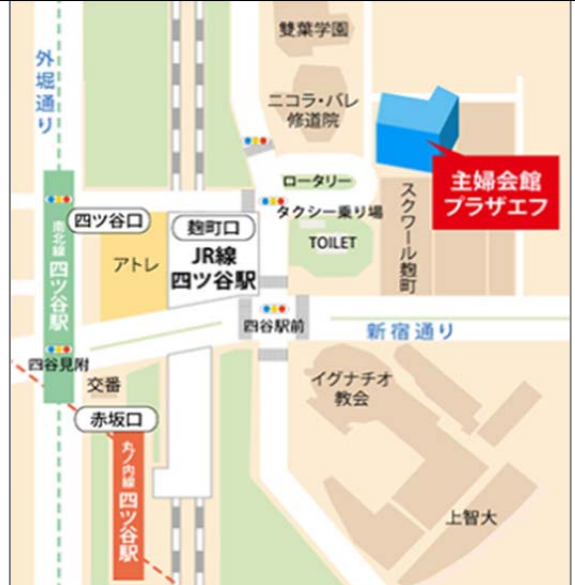 雙葉学園
外堀通り
ニコラ・バレ
修道院
ロータリー
主婦会館
プラザエフ
四ツ谷口
麹町口
タクシー乗り場
スクワール麹町
南北線 四ツ谷駅
アトレ
JR線
四ツ谷駅
TOILET
四谷駅前
新宿通り
四谷見附
交番
イグナチオ
教会
赤坂口
丸ノ内線 四ツ谷駅
上智大